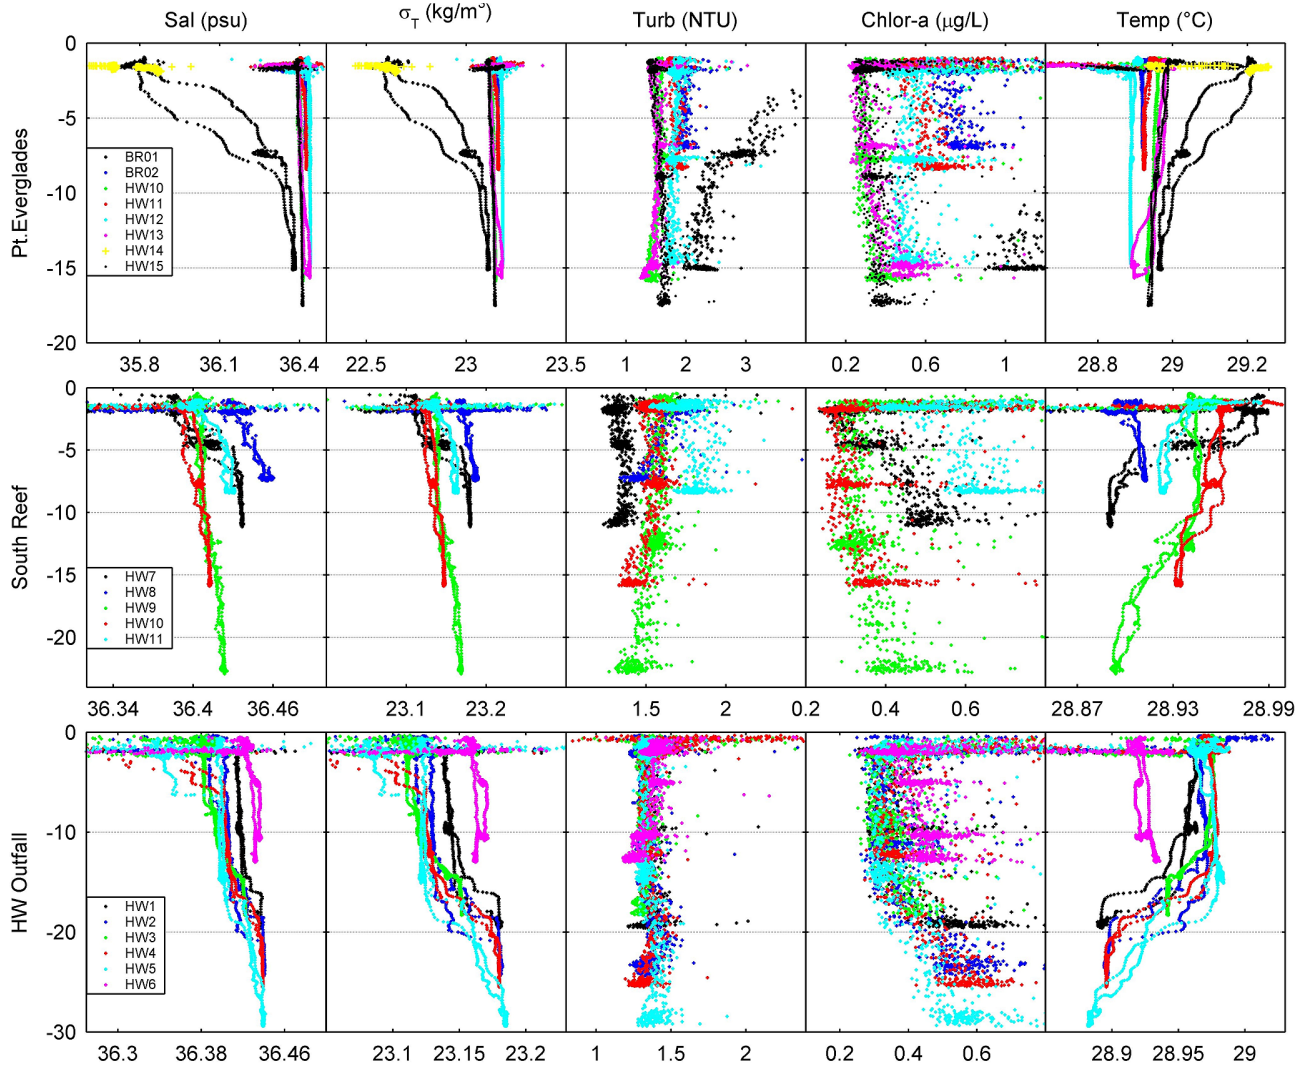 Sal (psu) σT (kg/m³) Turb (NTU) Chlor-a (μg/L) Temp (°C)
Pt.Everglades
0
-5
-10
-15
-20
BR01
BR02
HW10
HW11
HW12
HW13
HW14
HW15
35.8 36.1 36.4 22.5 23 23.5 1 2 3 0.2 0.6 1 28.8 29 29.2
South Reef
0
-5
-10
-15
-20
HW7
HW8
HW9
HW10
HW11
36.34 36.4 36.46 23.1 23.2 1.5 2 0.2 0.4 0.6 28.87 28.93 28.99
HW Outfall
0
-10
-20
-30
HW1
HW2
HW3
HW4
HW5
HW6
36.3 36.38 36.46 23.1 23.15 23.2 1 1.5 2 0.2 0.4 0.6 28.9 28.95 29